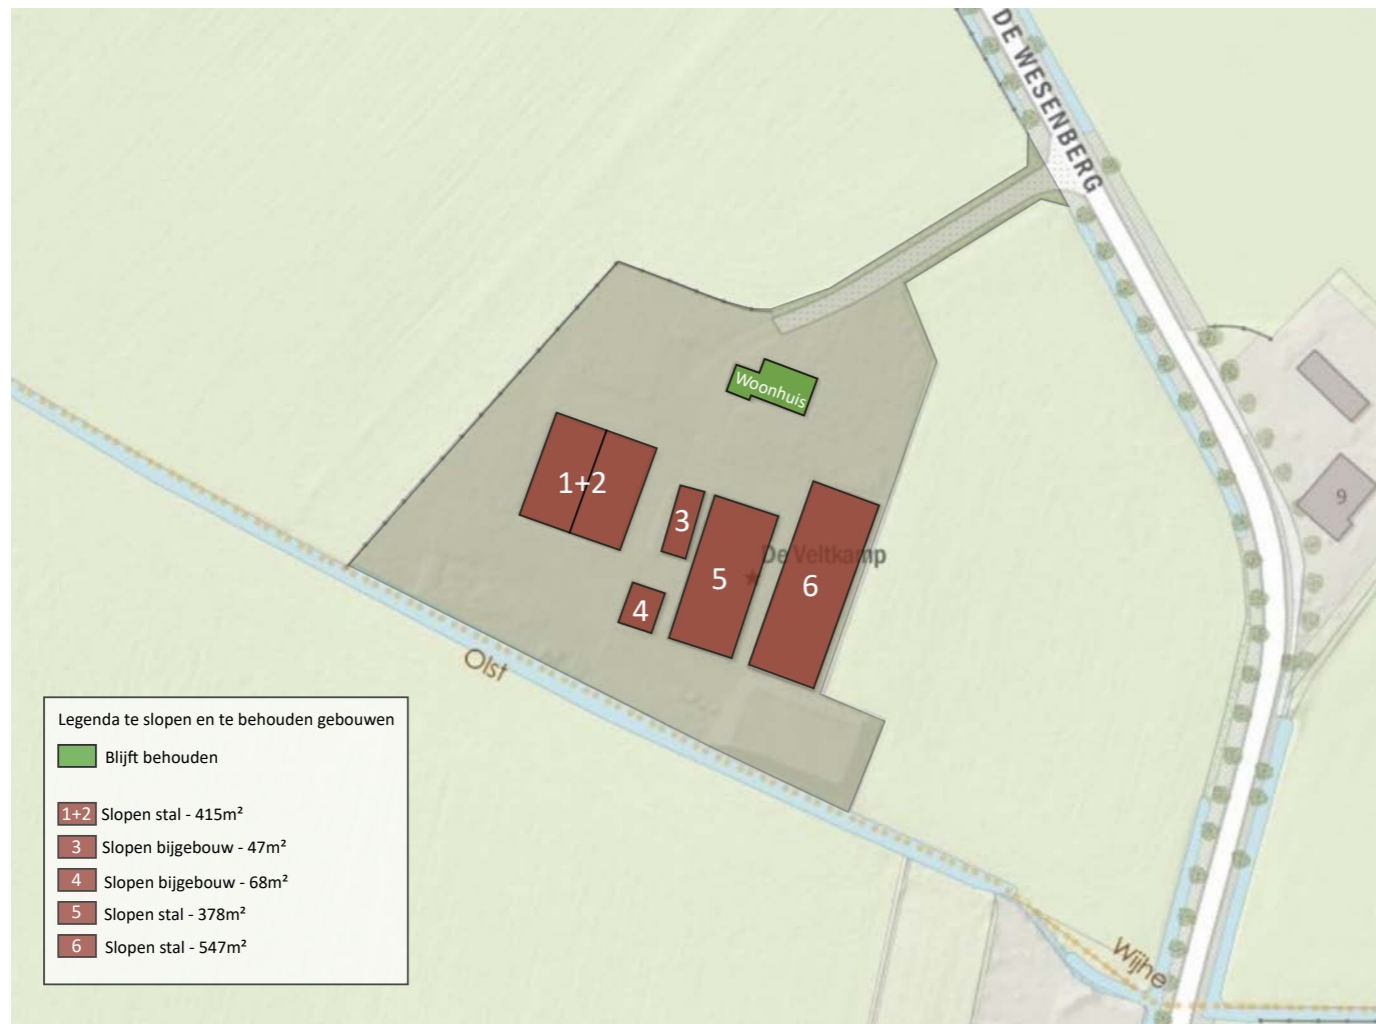 DE WESENBERG
Woonhuis
1+2
3
5
De Veltkamp
6
4
9
Olst
Wijhe
Legenda te slopen en te behouden gebouwen
Blijft behouden
1+2 Slopen stal - 415m²
3 Slopen bijgebouw - 47m²
4 Slopen bijgebouw - 68m²
5 Slopen stal - 378m²
6 Slopen stal - 547m²